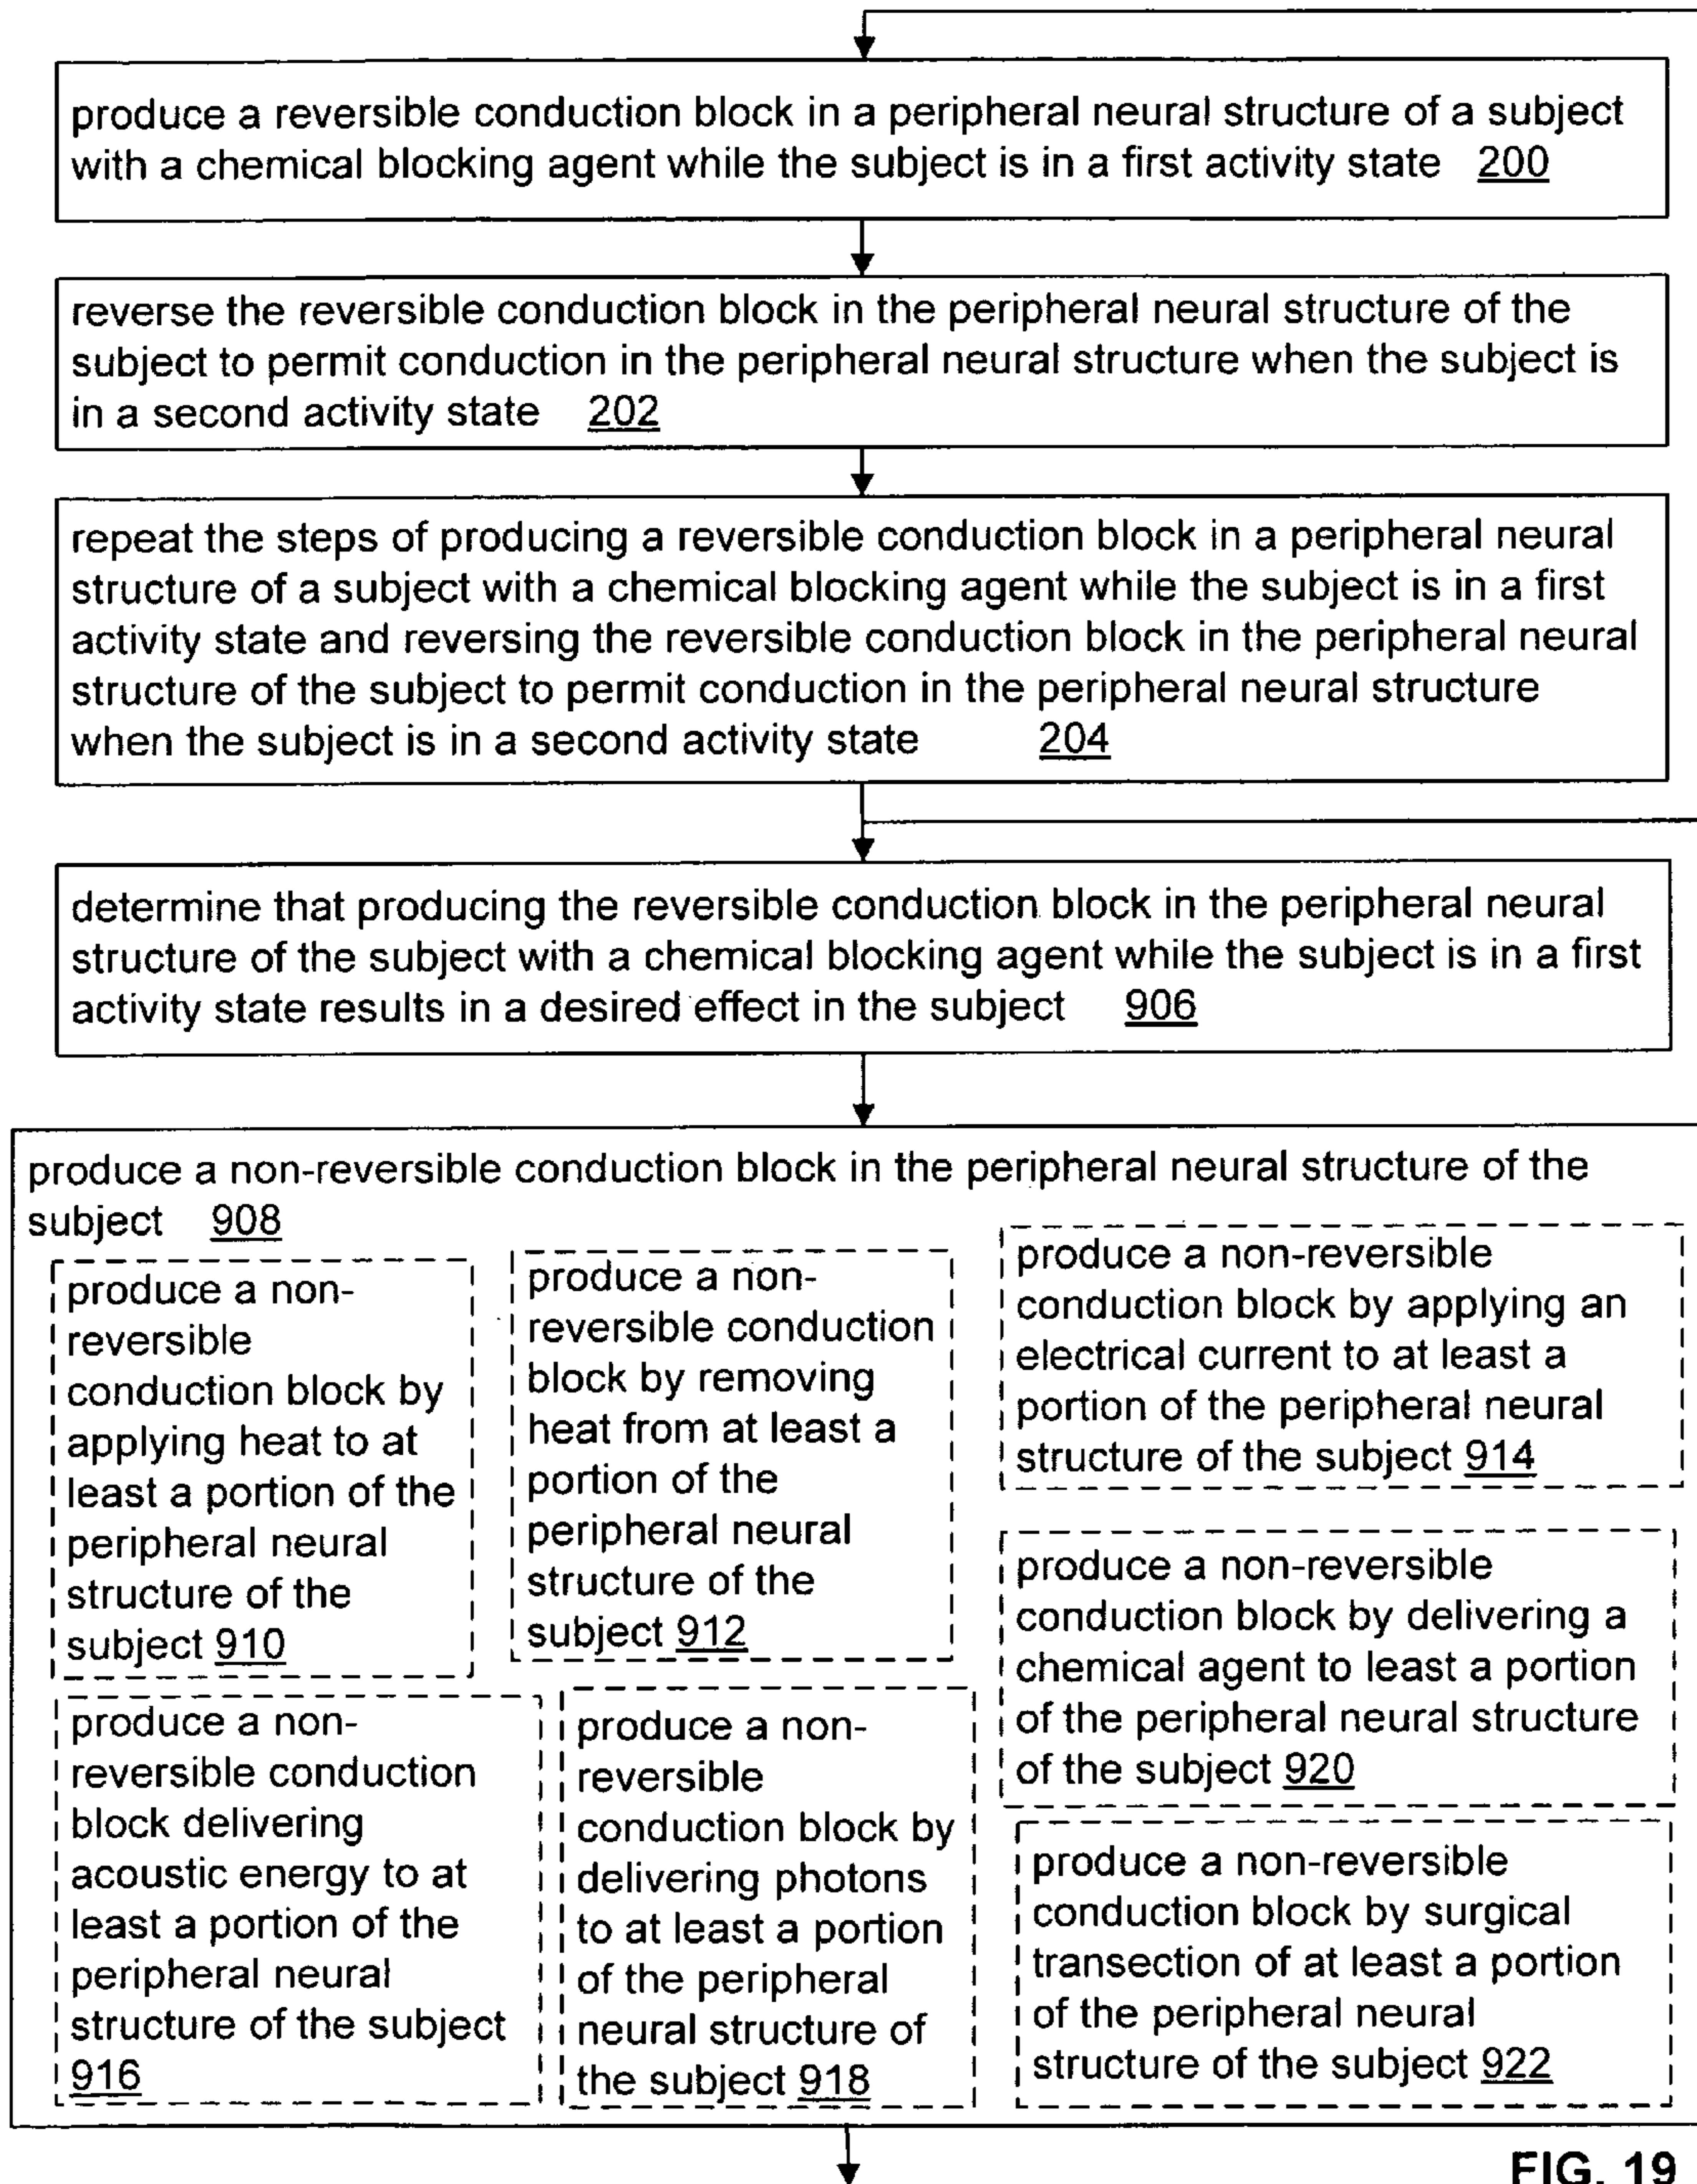 produce a reversible conduction block in a peripheral neural structure of a subject
with a chemical blocking agent while the subject is in a first activity state 200
reverse the reversible conduction block in the peripheral neural structure of the
subject to permit conduction in the peripheral neural structure when the subject is
in a second activity state 202
repeat the steps of producing a reversible conduction block in a peripheral neural
structure of a subject with a chemical blocking agent while the subject is in a first
activity state and reversing the reversible conduction block in the peripheral neural
structure of the subject to permit conduction in the peripheral neural structure
when the subject is in a second activity state 204
determine that producing the reversible conduction block in the peripheral neural
structure of the subject with a chemical blocking agent while the subject is in a first
activity state results in a desired effect in the subject 906
produce a non-reversible conduction block in the peripheral neural structure of the
subject 908
produce a non-
reversible
conduction block by
applying heat to at
least a portion of the
peripheral neural
structure of the
subject 910
produce a non-
reversible conduction
block by removing
heat from at least a
portion of the
peripheral neural
structure of the
subject 912
produce a non-reversible
conduction block by applying an
electrical current to at least a
portion of the peripheral neural
structure of the subject 914
produce a non-
reversible conduction
block delivering
acoustic energy to at
least a portion of the
peripheral neural
structure of the subject
916
produce a non-
reversible
conduction block by
delivering photons
to at least a portion
of the peripheral
neural structure of
the subject 918
produce a non-reversible
conduction block by delivering a
chemical agent to least a portion
of the peripheral neural structure
of the subject 920
produce a non-reversible
conduction block by surgical
transection of at least a portion
of the peripheral neural
structure of the subject 922
FIG. 19